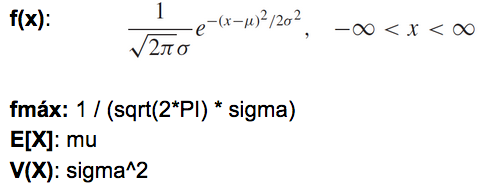 f(x): 1 / √2π σ e^−(x−μ)²/2σ², −∞ < x < ∞
fmáx: 1 / (sqrt(2*PI) * sigma)
E[X]: mu
V(X): sigma^2